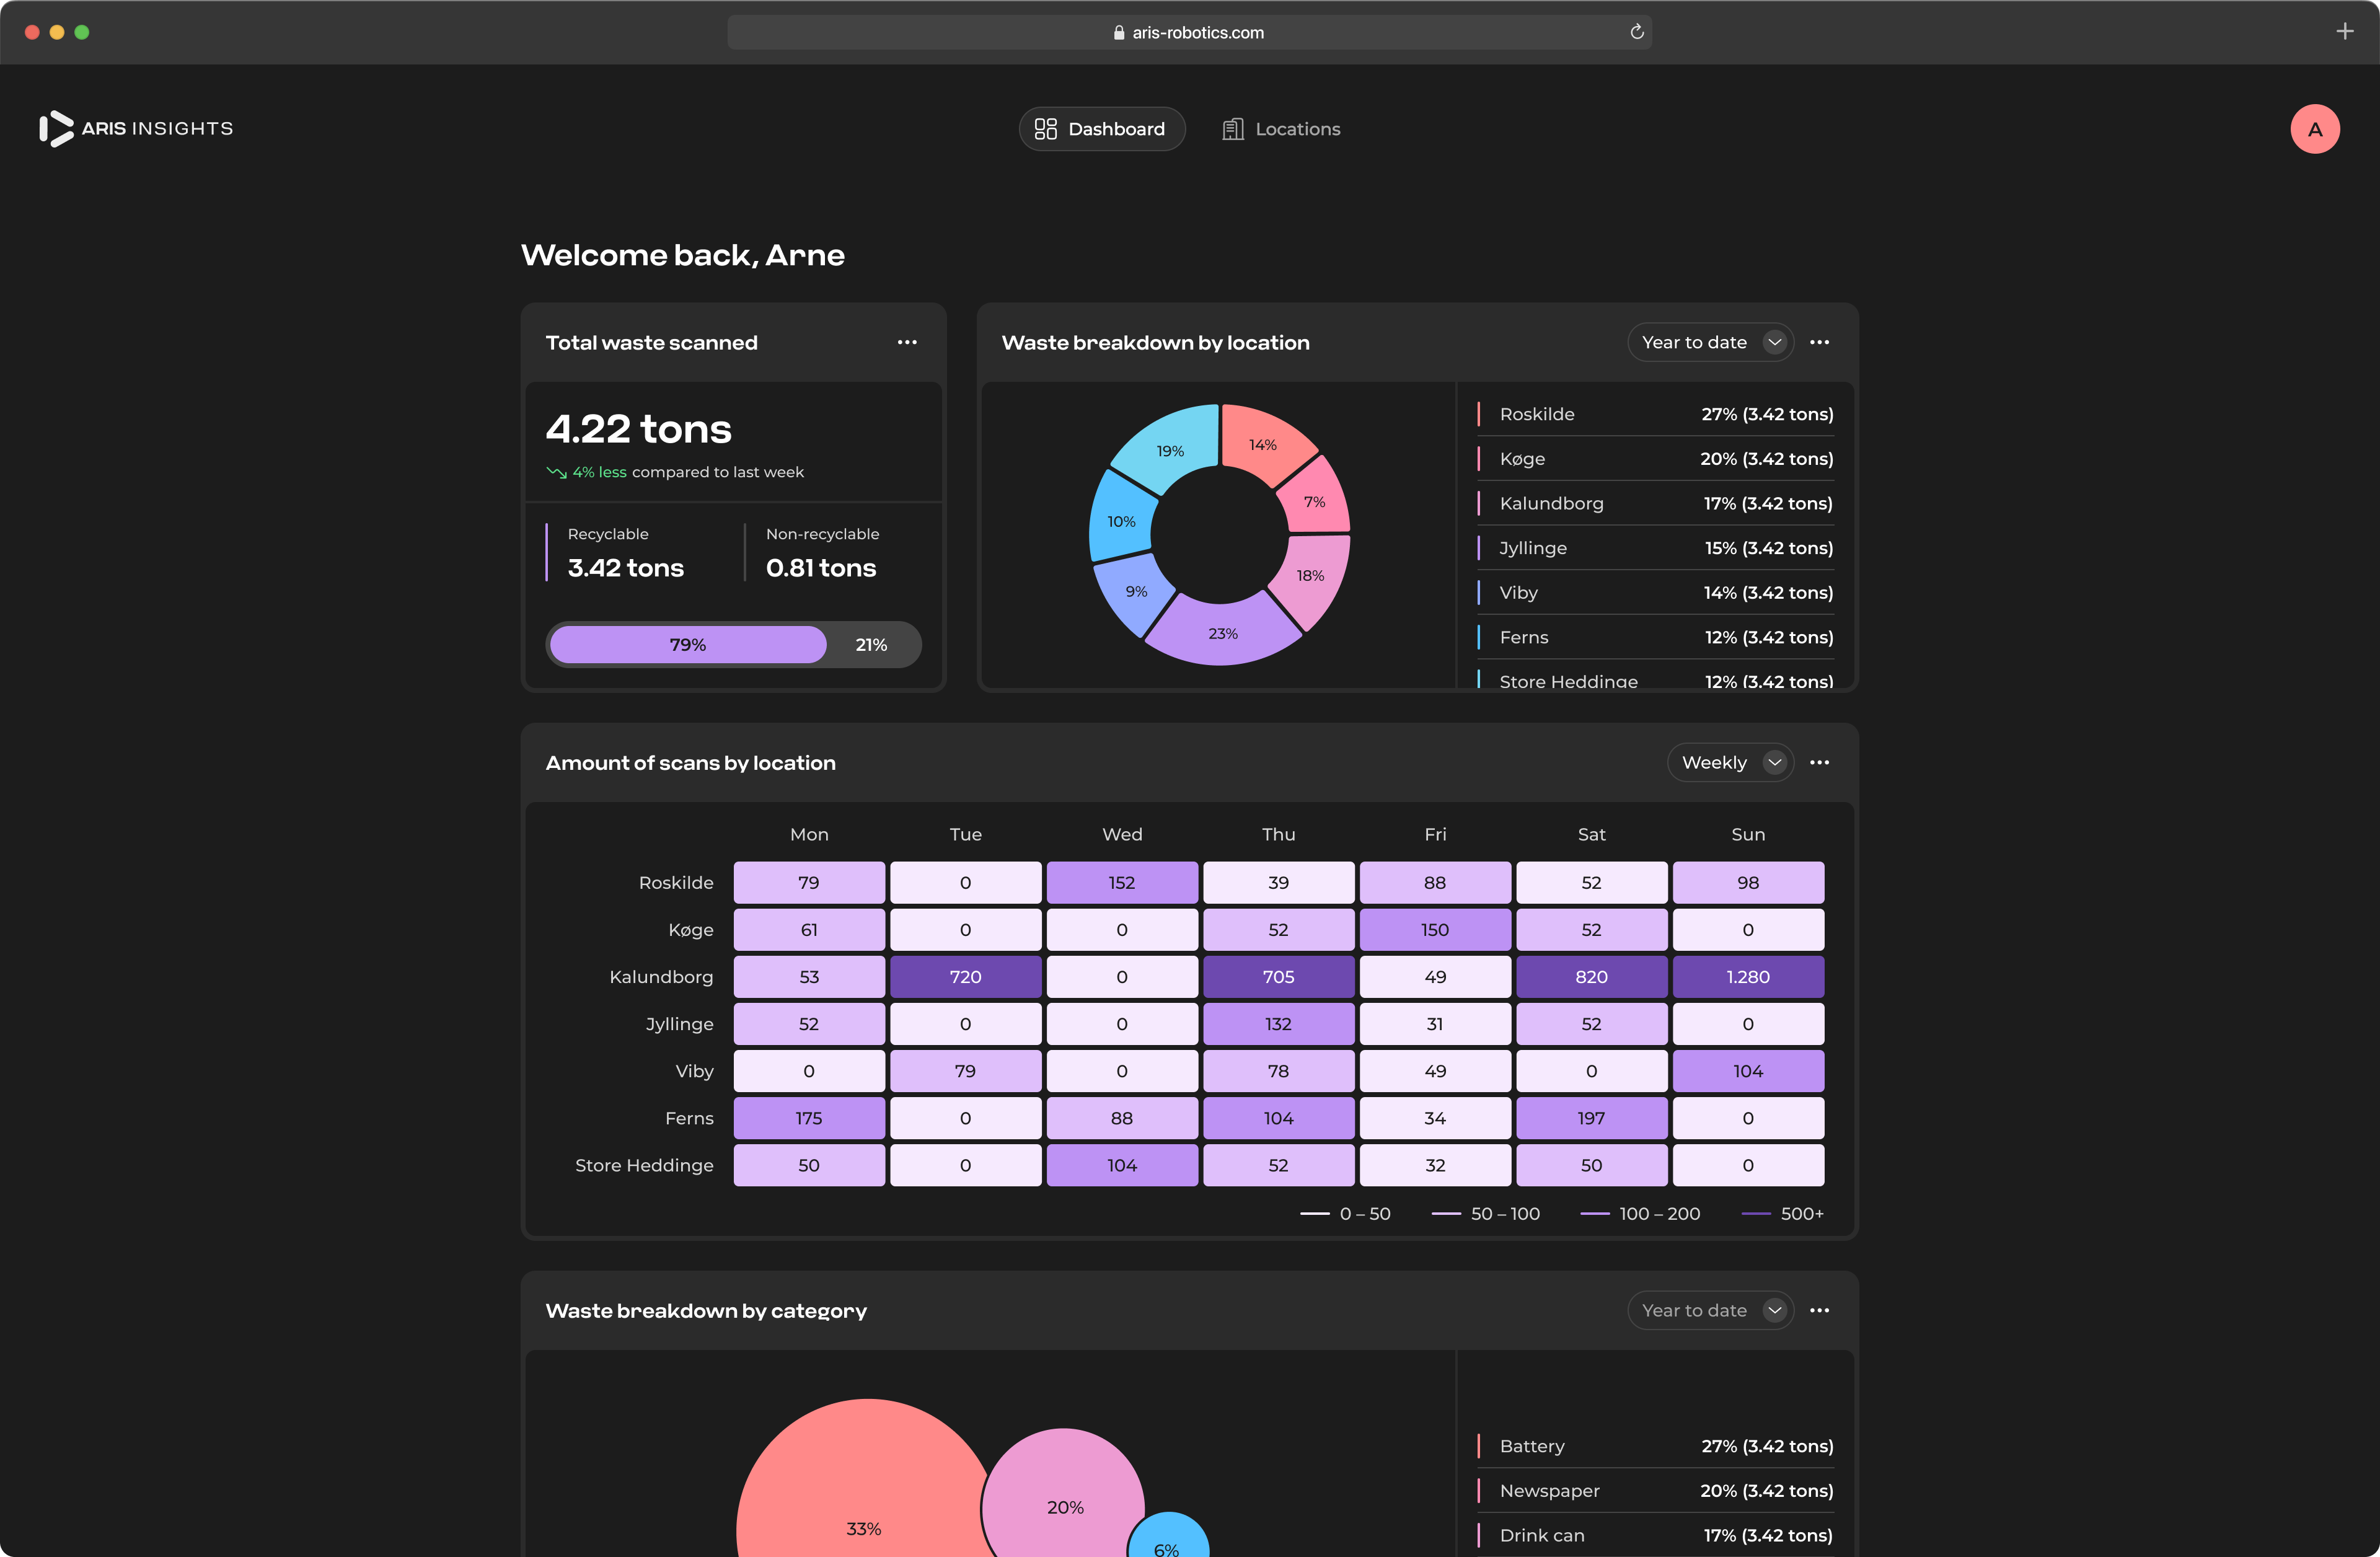 aris-robotics.com
ARIS INSIGHTS
Dashboard
Locations
A
Welcome back, Arne
Total waste scanned
4.22 tons
4% less compared to last week
Recyclable
3.42 tons
Non-recyclable
0.81 tons
79%
21%
Waste breakdown by location
Year to date
14%
7%
18%
23%
9%
10%
19%
Roskilde 27% (3.42 tons)
Køge 20% (3.42 tons)
Kalundborg 17% (3.42 tons)
Jyllinge 15% (3.42 tons)
Viby 14% (3.42 tons)
Ferns 12% (3.42 tons)
Store Heddinge 12% (3.42 tons)
Amount of scans by location
Weekly
Mon Tue Wed Thu Fri Sat Sun
Roskilde 79 0 152 39 88 52 98
Køge 61 0 0 52 150 52 0
Kalundborg 53 720 0 705 49 820 1.280
Jyllinge 52 0 0 132 31 52 0
Viby 0 79 0 78 49 0 104
Ferns 175 0 88 104 34 197 0
Store Heddinge 50 0 104 52 32 50 0
0 – 50 50 – 100 100 – 200 500+
Waste breakdown by category
Year to date
33%
20%
6%
Battery 27% (3.42 tons)
Newspaper 20% (3.42 tons)
Drink can 17% (3.42 tons)